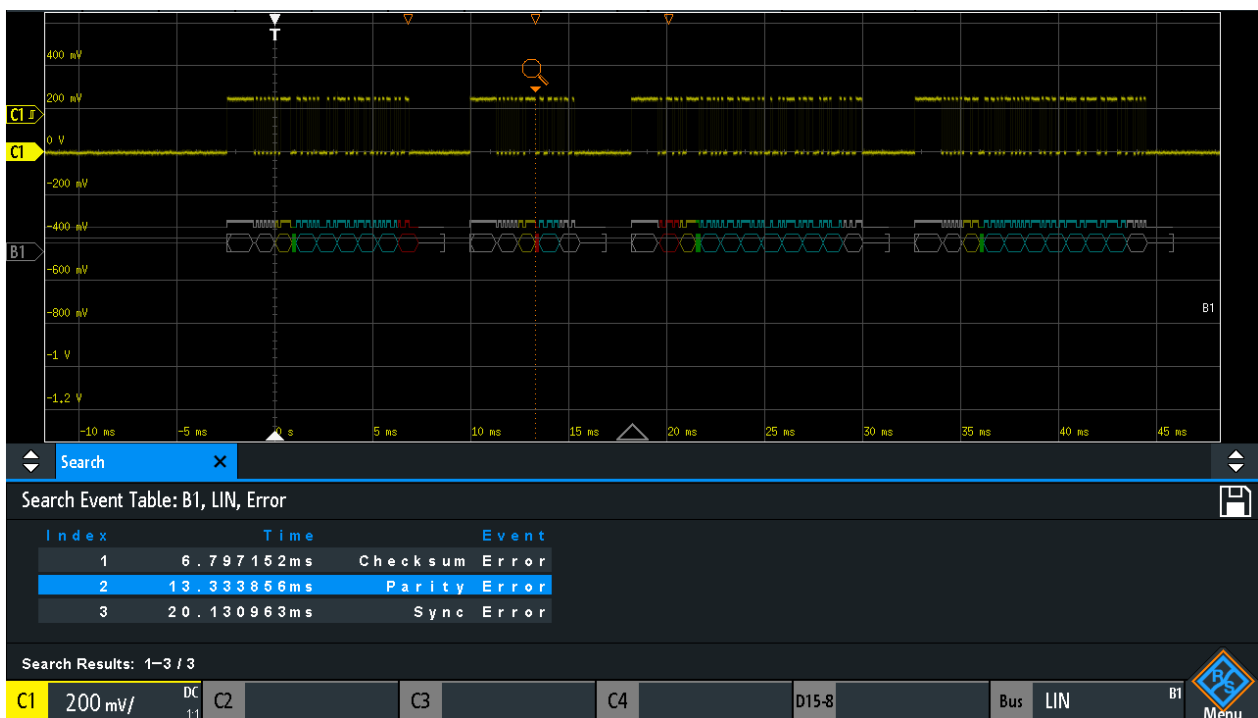 T
400 mV
200 mV
C1
0 V
C1
-200 mV
-400 mV
B1
-600 mV
-800 mV
B1
-1 V
-1.2 V
-10 ms -5 ms 0 s 5 ms 10 ms 15 ms 20 ms 25 ms 30 ms 35 ms 40 ms 45 ms
Search ×
Search Event Table: B1, LIN, Error
Index Time Event
1 6.797152ms Checksum Error
2 13.333856ms Parity Error
3 20.130963ms Sync Error
Search Results: 1–3 / 3
C1 200 mV/ DC 1:1 C2 C3 C4 D15-8 Bus LIN B1
R&S
Menu